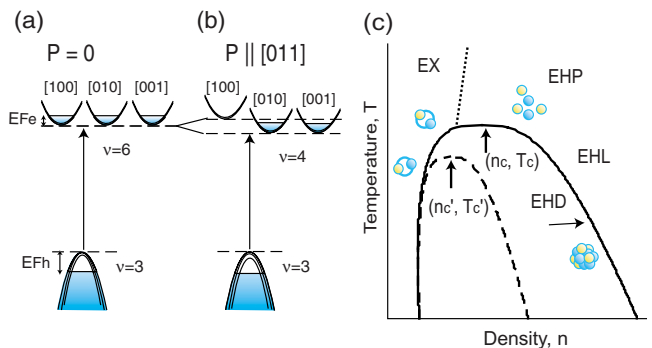 (a)
P = 0
[100] [010] [001]
EFe
ν=6
EFh
ν=3
(b)
P || [011]
[100]
[010] [001]
ν=4
ν=3
(c)
EX
EHP
(nc, Tc)
EHL
(nc', Tc')
EHD
Temperature, T
Density, n